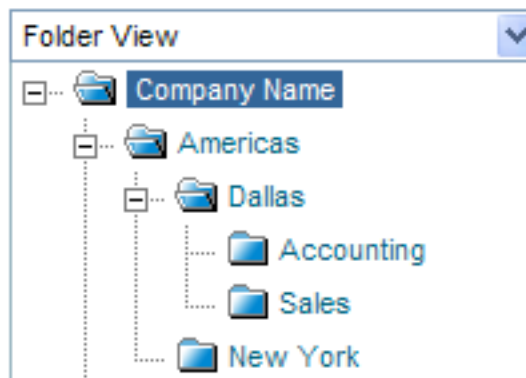 Folder View
Company Name
Americas
Dallas
Accounting
Sales
New York